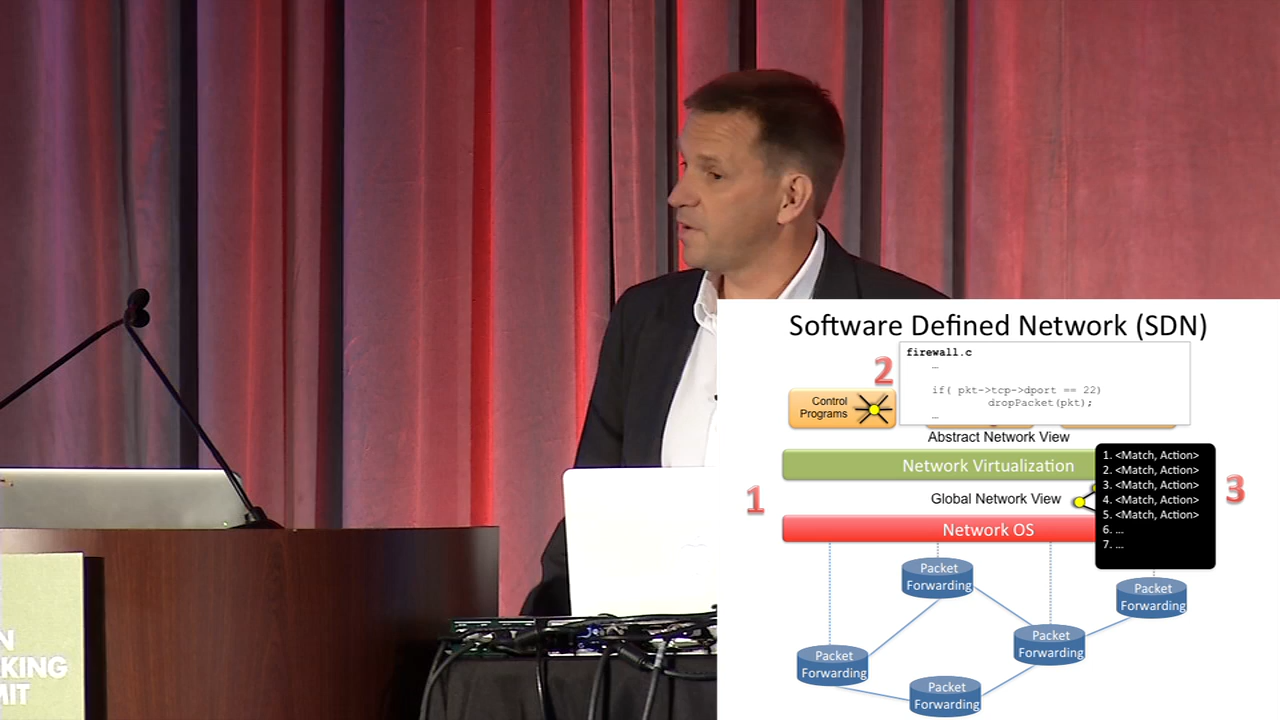 Software Defined Network (SDN)
firewall.c
…
2
if( pkt->tcp->dport == 22)
dropPacket(pkt);
…
Control
Programs
Abstract Network View
Network Virtualization
1. <Match, Action>
2. <Match, Action>
3. <Match, Action>
4. <Match, Action>
5. <Match, Action>
6. …
7. …
3
1
Global Network View
Network OS
Packet
Forwarding
Packet
Forwarding
Packet
Forwarding
Packet
Forwarding
Packet
Forwarding
N
KING
MIT